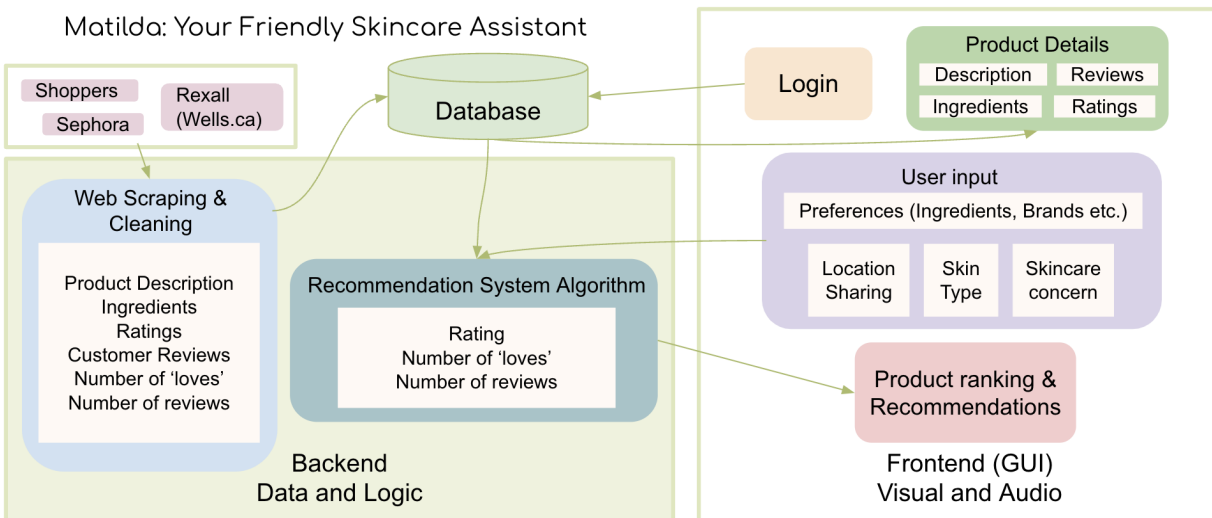 Matilda: Your Friendly Skincare Assistant
Shoppers
Sephora
Rexall
(Wells.ca)
Database
Login
Product Details
Description
Reviews
Ingredients
Ratings
Web Scraping &
Cleaning
Product Description
Ingredients
Ratings
Customer Reviews
Number of ‘loves’
Number of reviews
Recommendation System Algorithm
Rating
Number of ‘loves’
Number of reviews
Backend
Data and Logic
User input
Preferences (Ingredients, Brands etc.)
Location
Sharing
Skin
Type
Skincare
concern
Product ranking &
Recommendations
Frontend (GUI)
Visual and Audio